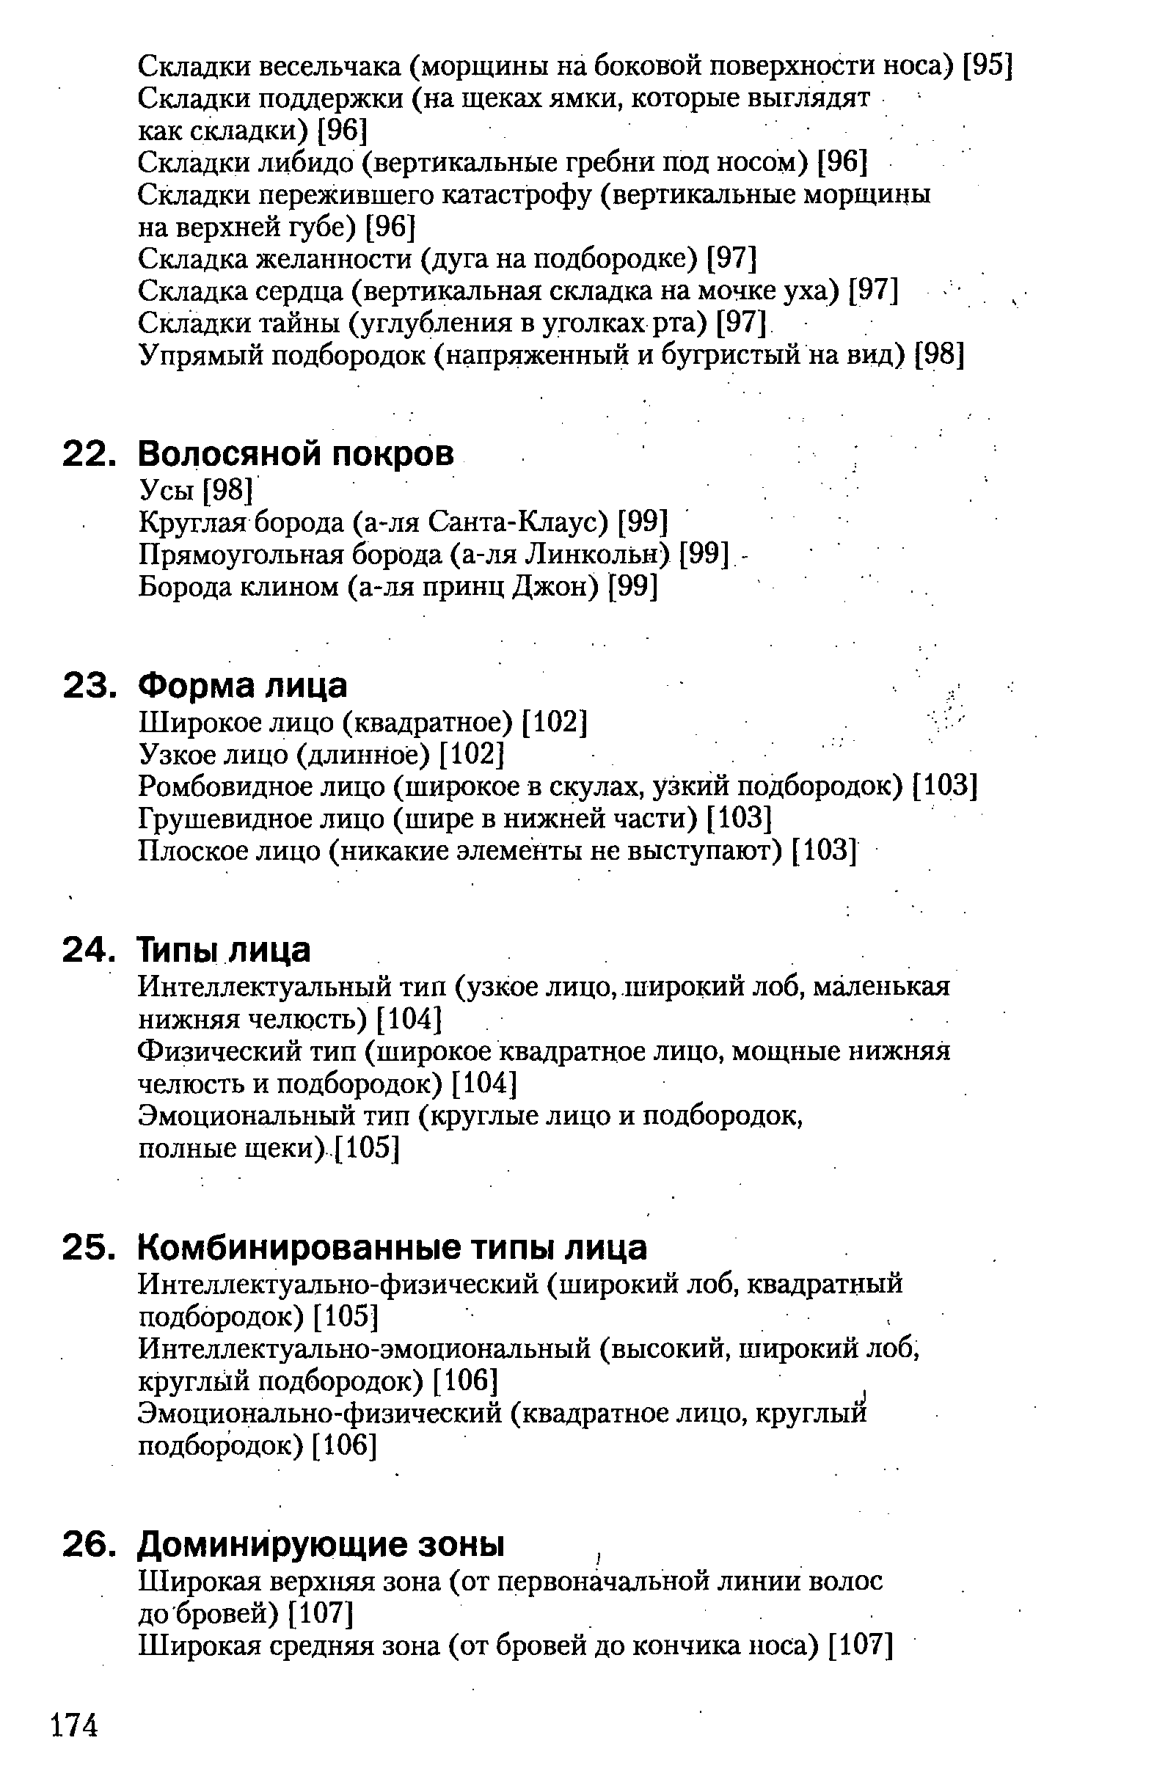 Складки весельчака (морщины на боковой поверхности носа) [95]
Складки поддержки (на щеках ямки, которые выглядят
как складки) [96]
Складки либидо (вертикальные гребни под носом) [96]
Складки пережившего катастрофу (вертикальные морщины
на верхней губе) [96]
Складка желанности (дуга на подбородке) [97]
Складка сердца (вертикальная складка на мочке уха) [97]
Складки тайны (углубления в уголках рта) [97]
Упрямый подбородок (напряженный и бугристый на вид) [98]
22. Волосяной покров
Усы [98]
Круглая борода (а-ля Санта-Клаус) [99]
Прямоугольная борода (а-ля Линкольн) [99]
Борода клином (а-ля принц Джон) [99]
23. Форма лица
Широкое лицо (квадратное) [102]
Узкое лицо (длинное) [102]
Ромбовидное лицо (широкое в скулах, узкий подбородок) [103]
Грушевидное лицо (шире в нижней части) [103]
Плоское лицо (никакие элементы не выступают) [103]
24. Типы лица
Интеллектуальный тип (узкое лицо, широкий лоб, маленькая
нижняя челюсть) [104]
Физический тип (широкое квадратное лицо, мощные нижняя
челюсть и подбородок) [104]
Эмоциональный тип (круглые лицо и подбородок,
полные щеки) [105]
25. Комбинированные типы лица
Интеллектуально-физический (широкий лоб, квадратный
подбородок) [105]
Интеллектуально-эмоциональный (высокий, широкий лоб,
круглый подбородок) [106]
Эмоционально-физический (квадратное лицо, круглый
подбородок) [106]
26. Доминирующие зоны
Широкая верхняя зона (от первоначальной линии волос
до бровей) [107]
Широкая средняя зона (от бровей до кончика носа) [107]
174